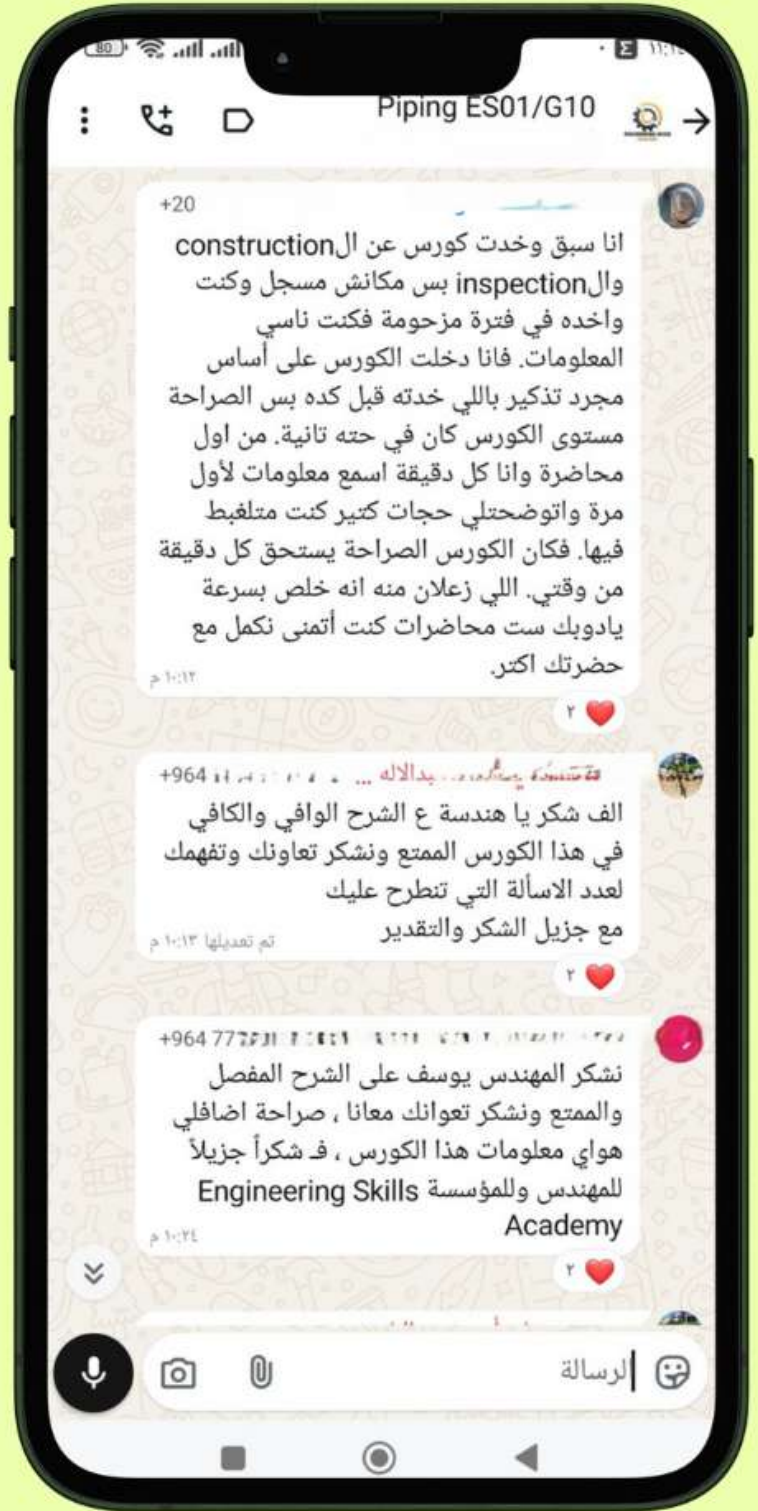 80
Piping ES01/G10
+20
انا سبق وخدت كورس عن الconstruction
والinspection بس مكانش مسجل وكنت
واخده في فترة مزحومة فكنت ناسي
المعلومات. فانا دخلت الكورس على أساس
مجرد تذكير باللي خدته قبل كده بس الصراحة
مستوى الكورس كان في حته تانية. من اول
محاضرة وانا كل دقيقة اسمع معلومات لأول
مرة واتوضحتلي حجات كتير كنت متلغبط
فيها. فكان الكورس الصراحة يستحق كل دقيقة
من وقتي. اللي زعلان منه انه خلص بسرعة
يادوبك ست محاضرات كنت أتمنى نكمل مع
حضرتك اكتر.
١٠:١٢ م
٢
+964 بدالاله ...
الف شكر يا هندسة ع الشرح الوافي والكافي
في هذا الكورس الممتع ونشكر تعاونك وتفهمك
لعدد الاسألة التي تنطرح عليك
مع جزيل الشكر والتقدير
تم تعديلها ١٠:١٣ م
٢
+964 77
نشكر المهندس يوسف على الشرح المفصل
والممتع ونشكر تعوانك معانا ، صراحة اضافلي
هواي معلومات هذا الكورس ، فـ شكراً جزيلاً
للمهندس وللمؤسسة Engineering Skills
Academy
١٠:٢٤ م
٢
الرسالة